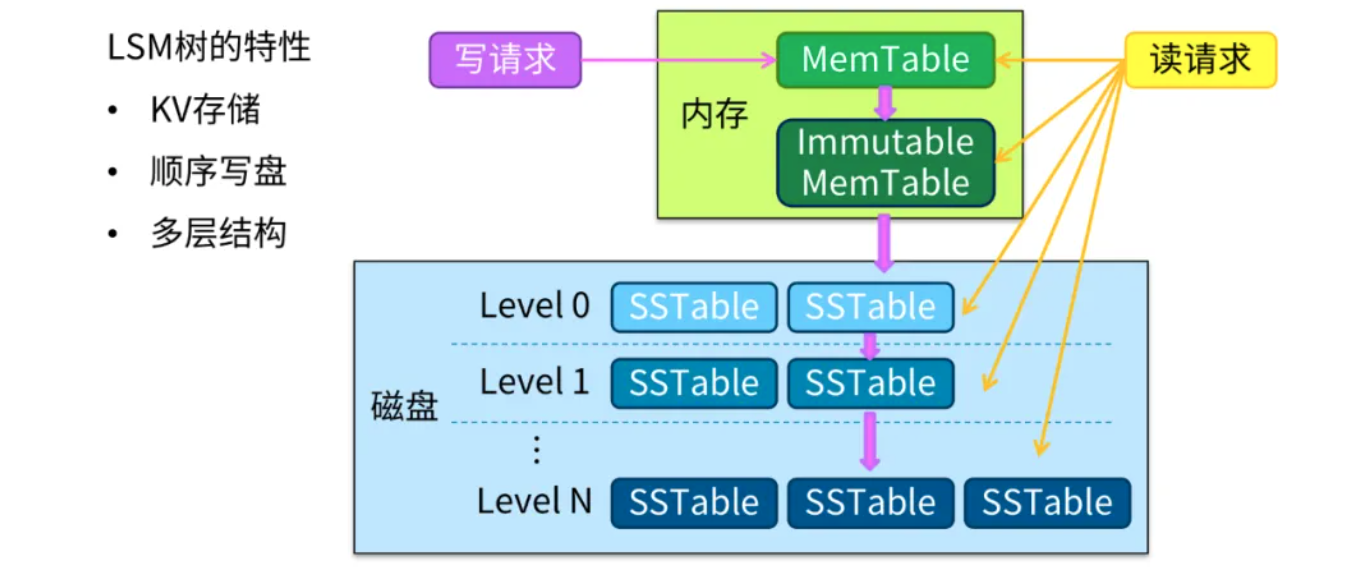 LSM树的特性
• KV存储
• 顺序写盘
• 多层结构
写请求
MemTable
读请求
内存
Immutable
MemTable
Level 0 SSTable SSTable
Level 1 SSTable SSTable
磁盘
⋮
Level N SSTable SSTable SSTable